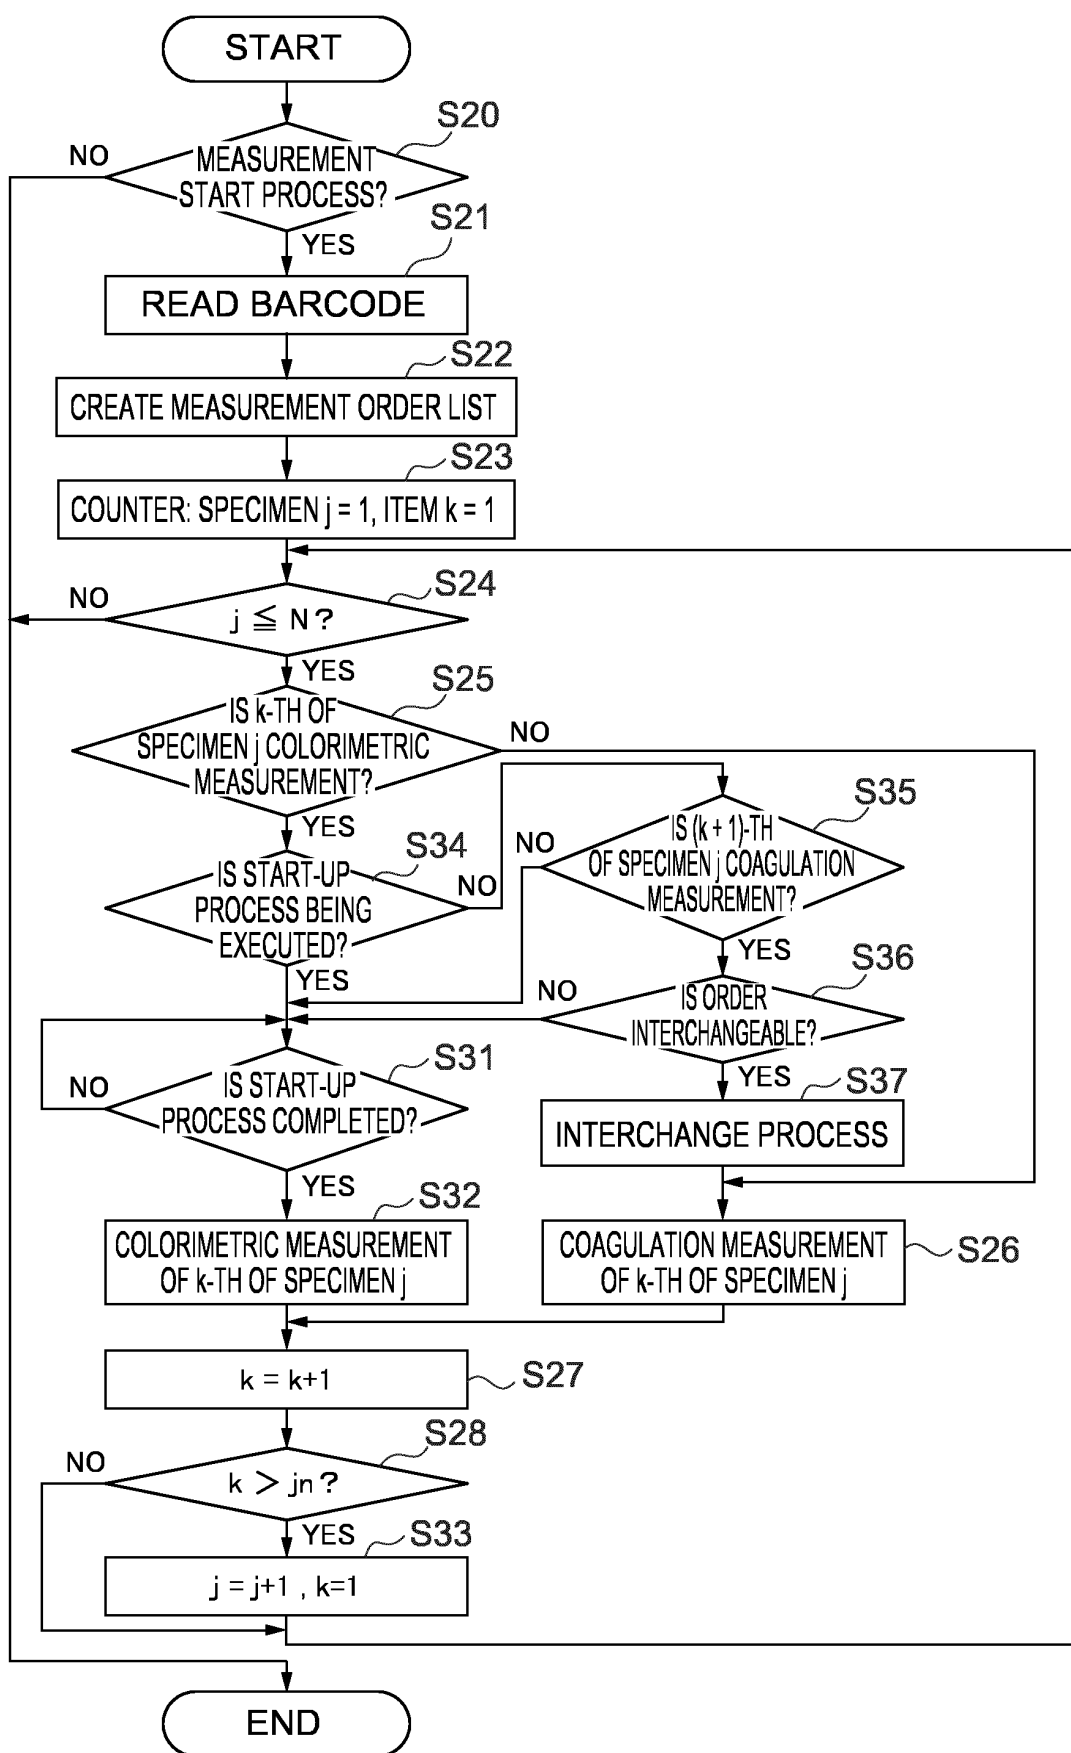 START
S20
NO
MEASUREMENT
START PROCESS?
YES
S21
READ BARCODE
S22
CREATE MEASUREMENT ORDER LIST
S23
COUNTER: SPECIMEN j = 1, ITEM k = 1
S24
NO
j ≦ N?
YES
S25
IS k-TH OF
SPECIMEN j COLORIMETRIC
MEASUREMENT?
NO
YES
S34
IS START-UP
PROCESS BEING
EXECUTED?
NO
YES
S35
IS (k + 1)-TH
OF SPECIMEN j COAGULATION
MEASUREMENT?
NO
YES
S36
IS ORDER
INTERCHANGEABLE?
NO
YES
S31
IS START-UP
PROCESS COMPLETED?
NO
YES
S37
INTERCHANGE PROCESS
S32
COLORIMETRIC MEASUREMENT
OF k-TH OF SPECIMEN j
COAGULATION MEASUREMENT
OF k-TH OF SPECIMEN j
S26
k = k+1
S27
S28
NO
k > jn?
YES
S33
j = j+1 , k=1
END